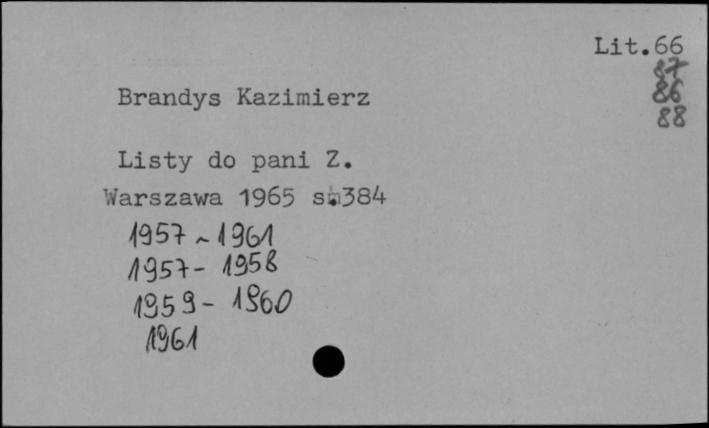 Lit.66
87
86
88
Brandys Kazimierz
Listy do pani Z.
Warszawa 1965 s.384
1957-1961
1957-1958
1959-1960
1961